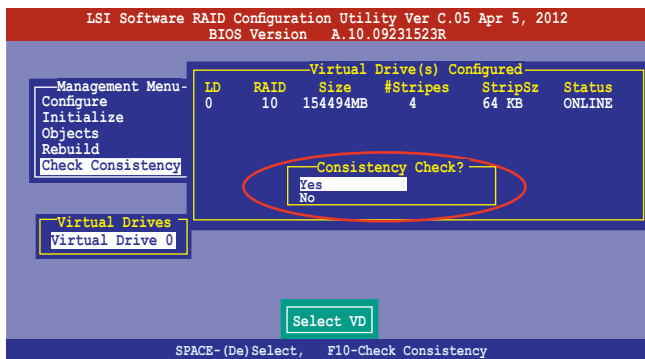 LSI Software RAID Configuration Utility Ver C.05 Apr 5, 2012
BIOS Version A.10.09231523R
Virtual Drive(s) Configured
LD RAID Size #Stripes StripSz Status
0 10 154494MB 4 64 KB ONLINE
Management Menu
Configure
Initialize
Objects
Rebuild
Check Consistency
Consistency Check?
Yes
No
Virtual Drives
Virtual Drive 0
Select VD
SPACE-(De)Select, F10-Check Consistency